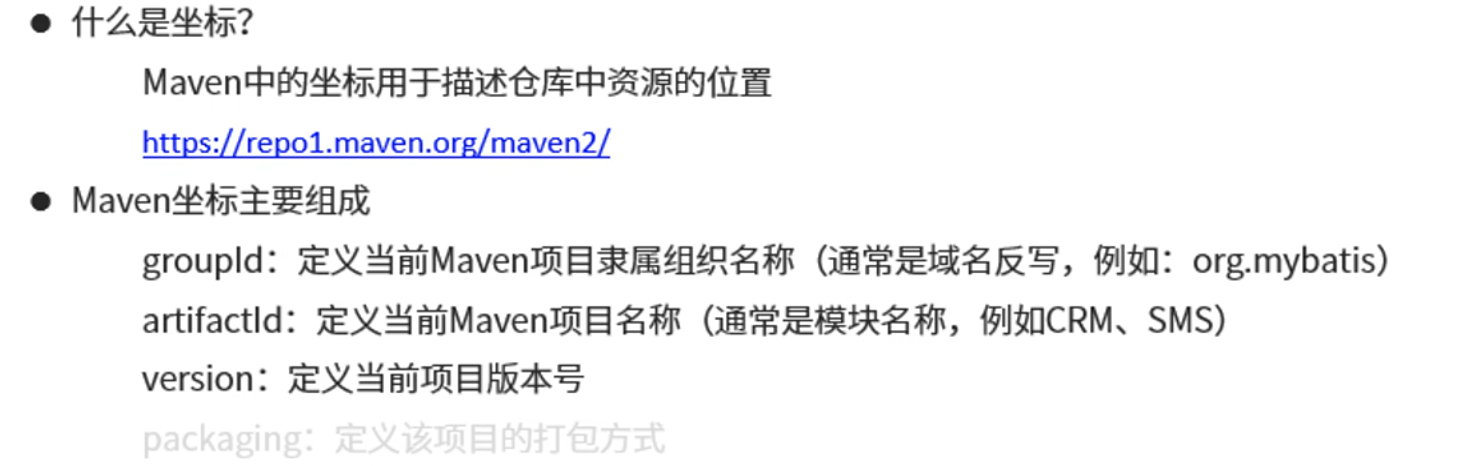 ● 什么是坐标？
Maven中的坐标用于描述仓库中资源的位置
https://repo1.maven.org/maven2/
● Maven坐标主要组成
groupId：定义当前Maven项目隶属组织名称（通常是域名反写，例如：org.mybatis）
artifactId：定义当前Maven项目名称（通常是模块名称，例如CRM、SMS）
version：定义当前项目版本号
packaging：定义该项目的打包方式